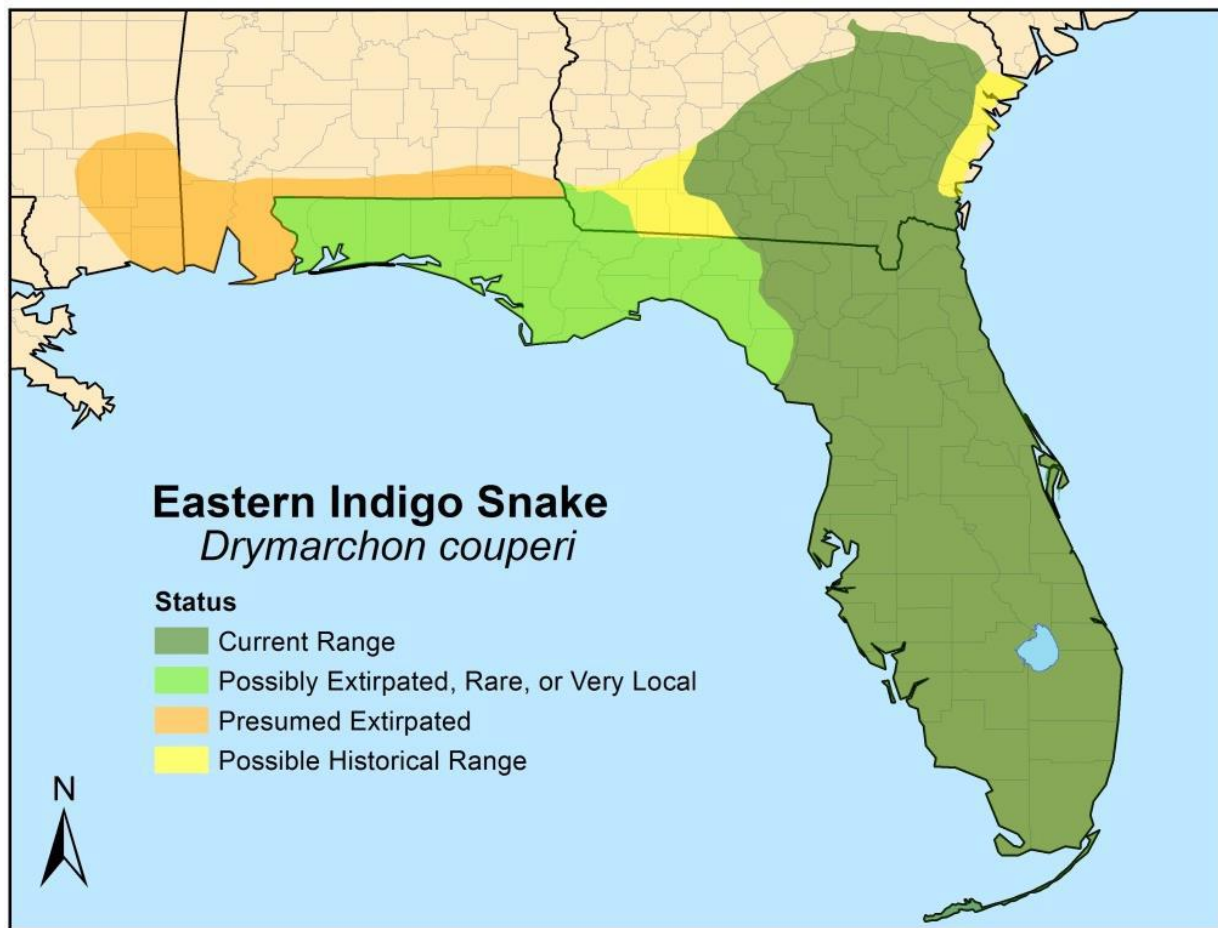 Eastern Indigo Snake
Drymarchon couperi
Status
Current Range
Possibly Extirpated, Rare, or Very Local
Presumed Extirpated
Possible Historical Range
N